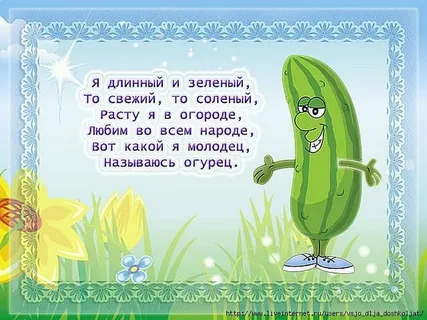 Я длинный и зеленый,
То свежий, то соленый,
Расту я в огороде,
Любим во всем народе,
Вот какой я молодец,
Называюсь огурец.
http://www.liveinternet.ru/users/vsjo_dlja_doshkoljat/